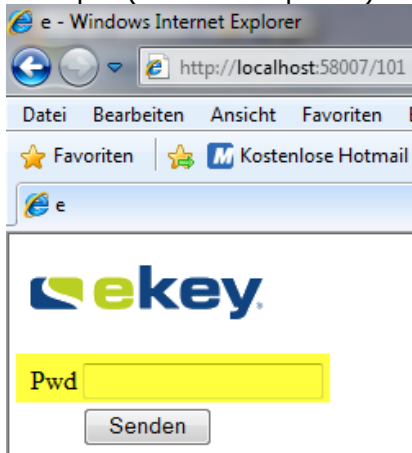 e - Windows Internet Explorer
http://localhost:58007/101
Datei Bearbeiten Ansicht Favoriten
Favoriten Kostenlose Hotmail
e
ekey
Pwd
Senden